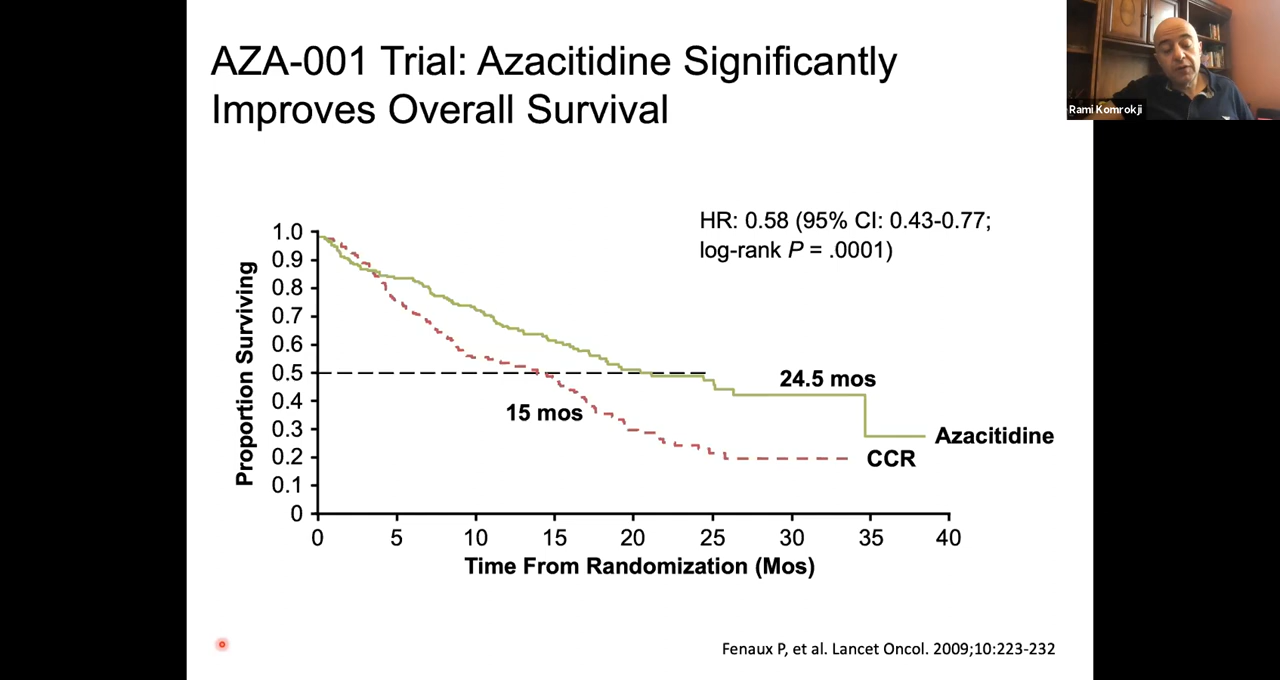 AZA-001 Trial: Azacitidine Significantly
Improves Overall Survival
Rami Komrokji
HR: 0.58 (95% CI: 0.43-0.77;
log-rank P = .0001)
Proportion Surviving
1.0
0.9
0.8
0.7
0.6
0.5
0.4
0.3
0.2
0.1
0
24.5 mos
15 mos
Azacitidine
CCR
0 5 10 15 20 25 30 35 40
Time From Randomization (Mos)
Fenaux P, et al. Lancet Oncol. 2009;10:223-232